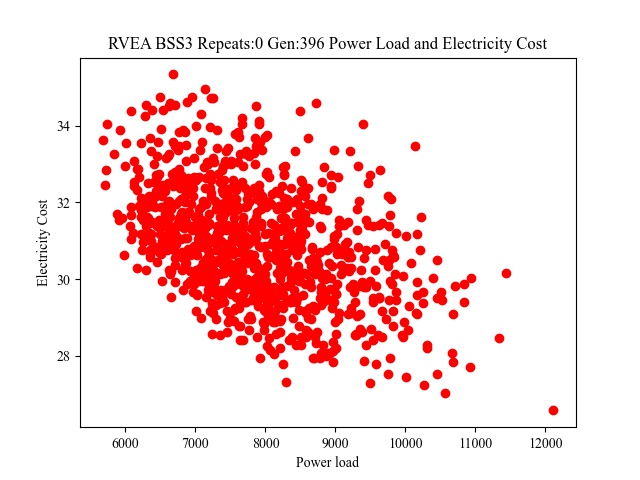 RVEA BSS3 Repeats:0 Gen:396 Power Load and Electricity Cost
34
32
30
28
Electricity Cost
6000 7000 8000 9000 10000 11000 12000
Power load